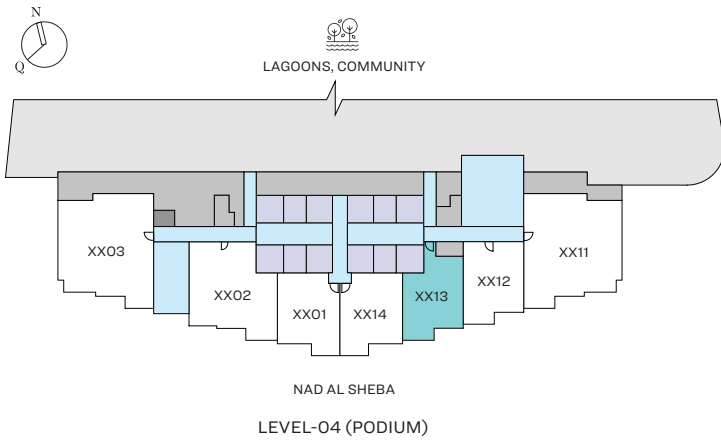 N
Q
LAGOONS, COMMUNITY
XX03
XX02
XX01
XX14
XX13
XX12
XX11
NAD AL SHEBA
LEVEL-04 (PODIUM)